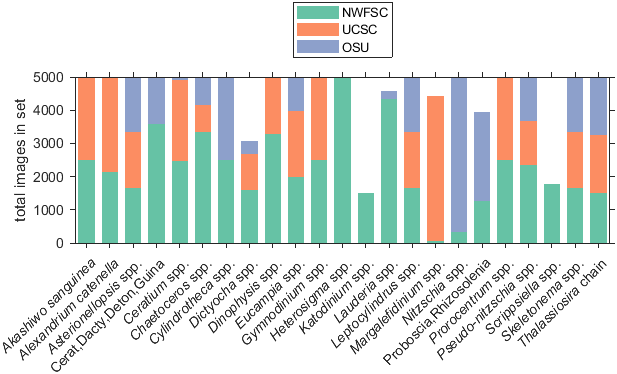 NWFSC
UCSC
OSU
total images in set
5000
4000
3000
2000
1000
0
Akashiwo sanguinea
Alexandrium catenella
Asterionellopsis spp.
Cerat,Dacty,Deton,Guina
Ceratium spp.
Chaetoceros spp.
Cylindrotheca spp.
Dictyocha spp.
Dinophysis spp.
Eucampia spp.
Gymnodinium spp.
Heterosigma spp.
Katodinium spp.
Lauderia spp.
Leptocylindrus spp.
Margalefidinium spp.
Nitzschia spp.
Proboscia,Rhizosolenia
Prorocentrum spp.
Pseudo-nitzschia spp.
Scrippsiella spp.
Skeletonema spp.
Thalassiosira chain